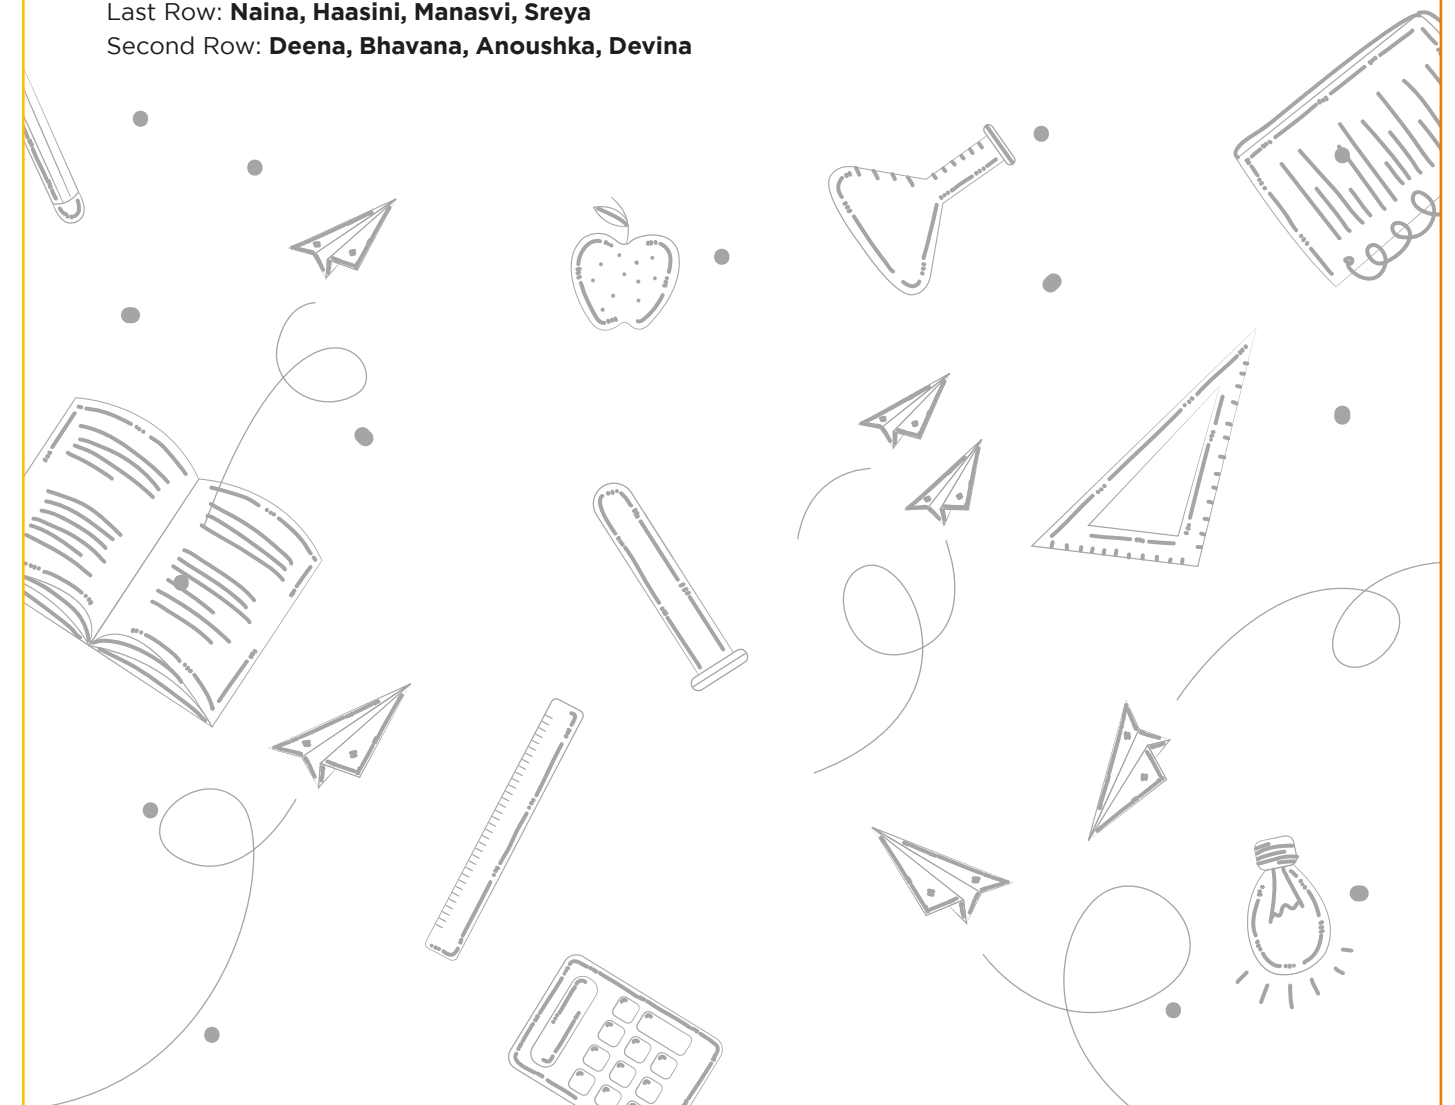 Last Row: Naina, Haasini, Manasvi, Sreya
Second Row: Deena, Bhavana, Anoushka, Devina